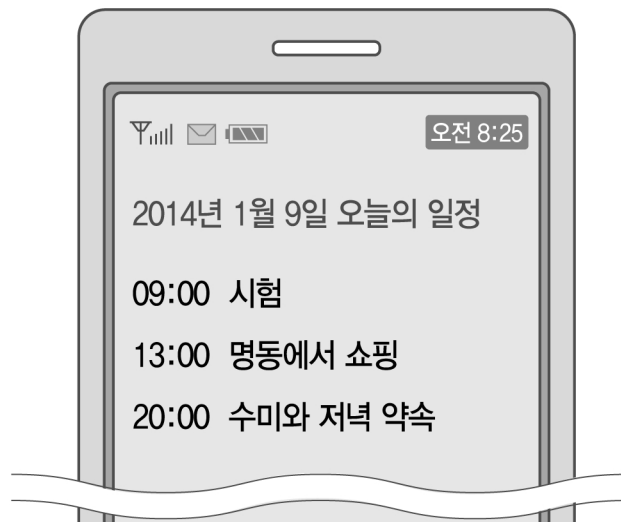 오전 8:25
2014년 1월 9일 오늘의 일정
09:00 시험
13:00 명동에서 쇼핑
20:00 수미와 저녁 약속